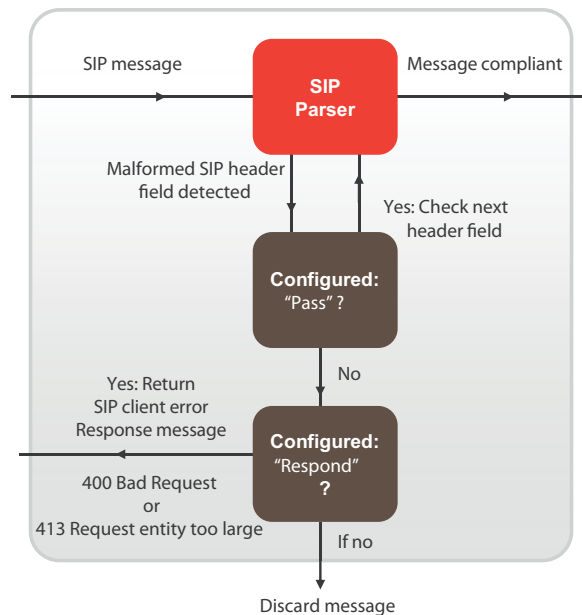 SIP message
SIP
Parser
Message compliant
Malformed SIP header
field detected
Yes: Check next
header field
Configured:
“Pass” ?
No
Yes: Return
SIP client error
Response message
Configured:
“Respond”
?
400 Bad Request
or
413 Request entity too large
If no
Discard message